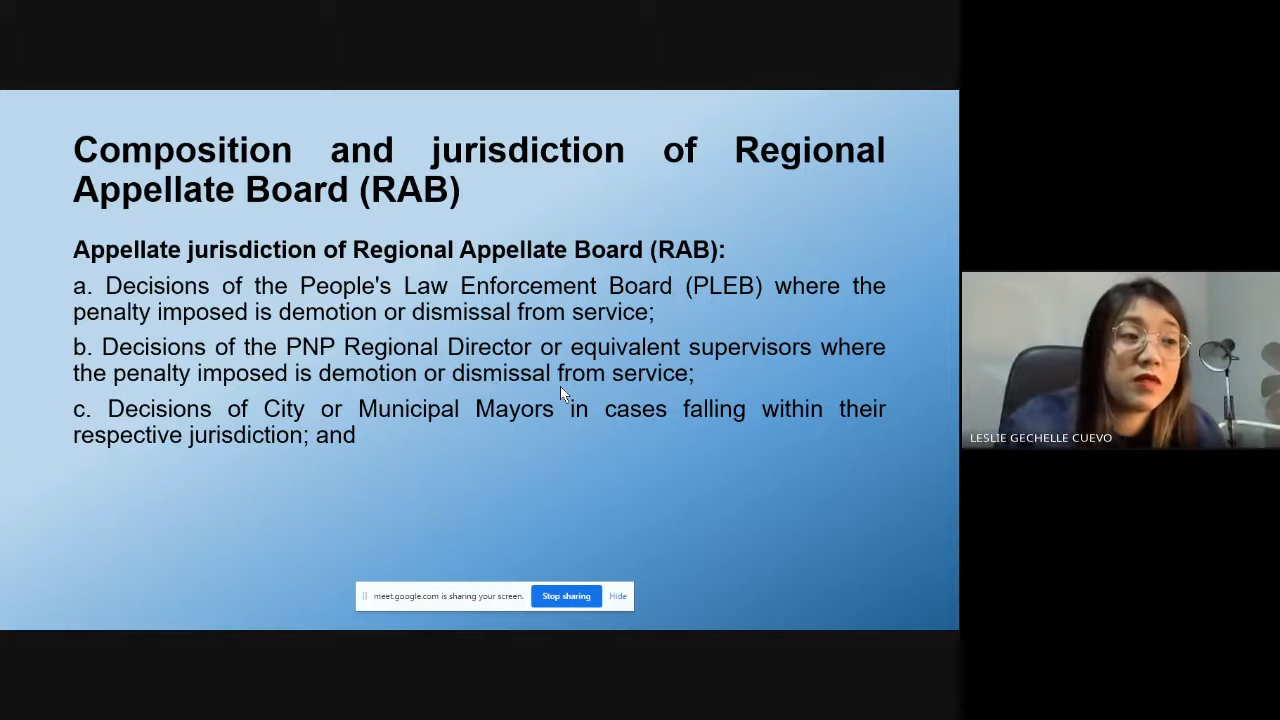 Composition and jurisdiction of Regional
Appellate Board (RAB)
Appellate jurisdiction of Regional Appellate Board (RAB):
a. Decisions of the People's Law Enforcement Board (PLEB) where the
penalty imposed is demotion or dismissal from service;
b. Decisions of the PNP Regional Director or equivalent supervisors where
the penalty imposed is demotion or dismissal from service;
c. Decisions of City or Municipal Mayors in cases falling within their
respective jurisdiction; and
meet.google.com is sharing your screen. Stop sharing Hide
LESLIE GECHELLE CUEVO